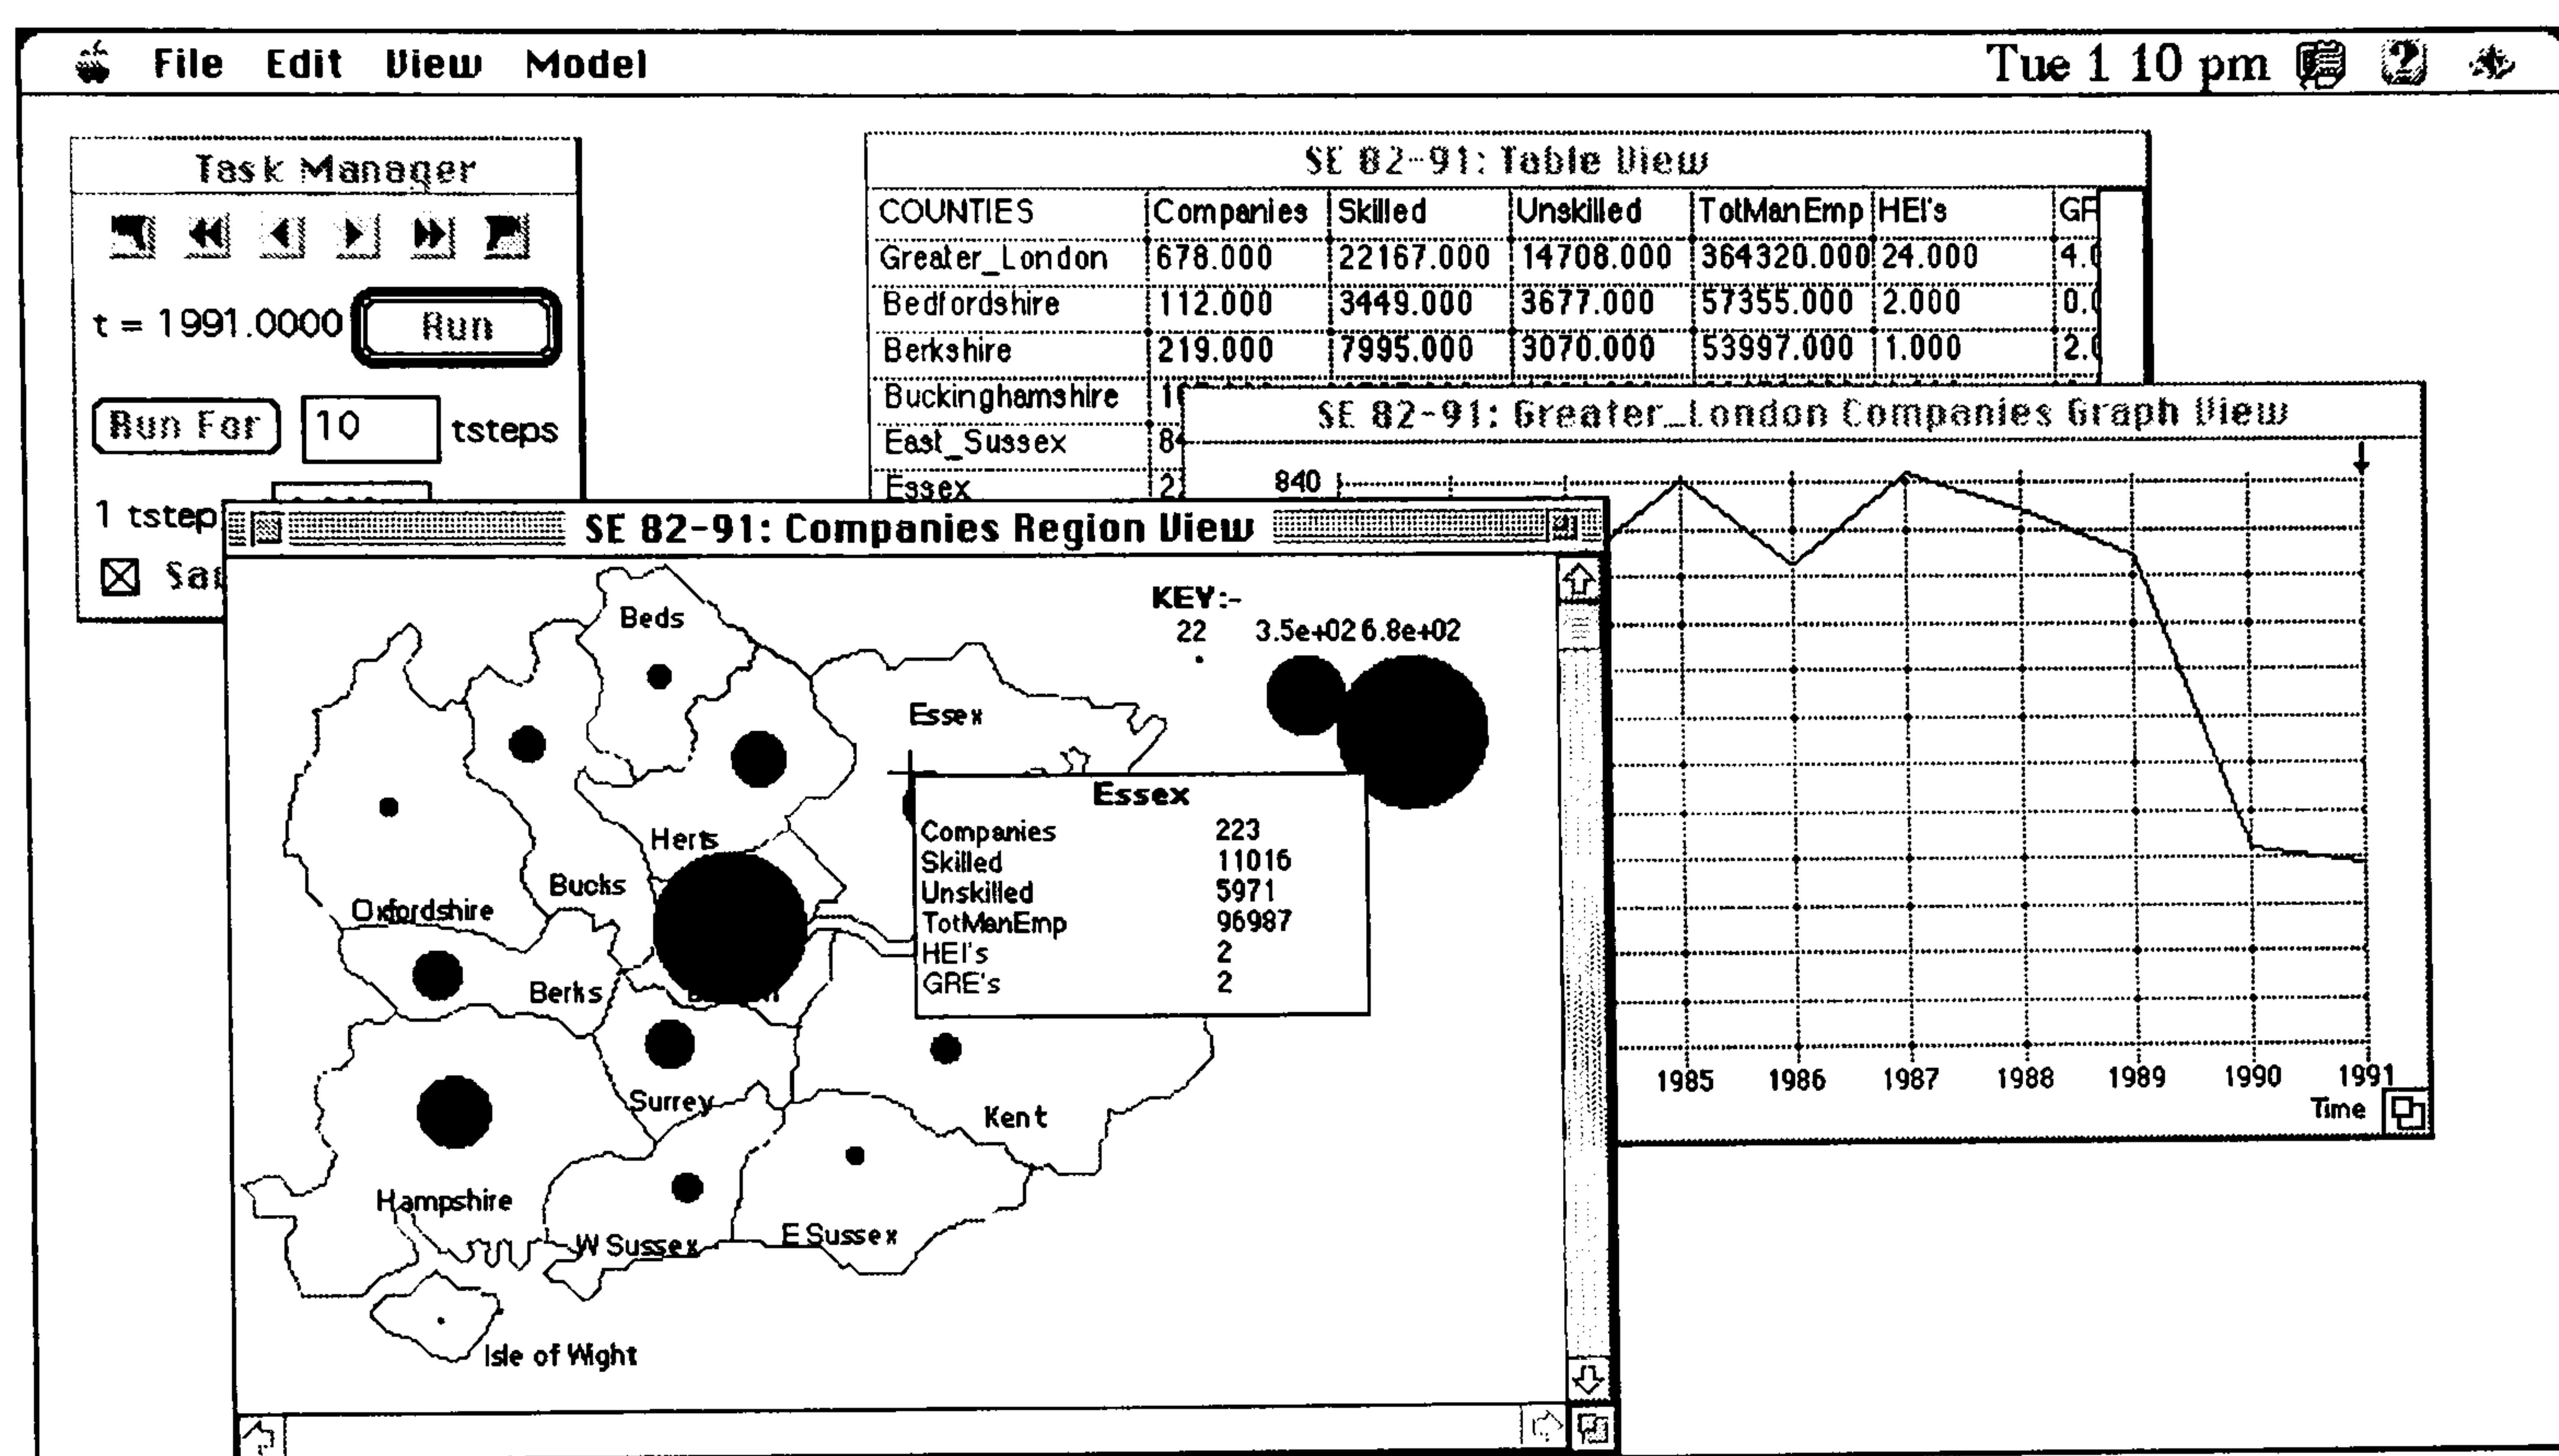 File Edit View Model Tue 1 10 pm
Task Manager
t = 1991.0000 Run
Run For 10 tsteps
1 tstep
SE 82-91: Table View
COUNTIES Companies Skilled Unskilled TotManEmp HEI's
Greater_London 678.000 22167.000 14708.000 364320.000 24.000
Bedfordshire 112.000 3449.000 3677.000 57355.000 2.000
Berkshire 219.000 7995.000 3070.000 53997.000 1.000
Buckinghamshire
East_Sussex
Essex
SE 82-91: Greater_London Companies Graph View
840
1985 1986 1987 1988 1989 1990 1991
Time
SE 82-91: Companies Region View
KEY:-
22 3.5e+02 6.8e+02
Beds
Essex
Herts
Bucks
Oxfordshire
Berks
Surrey
Kent
Hampshire
W Sussex
E Sussex
Isle of Wight
Essex
Companies 223
Skilled 11016
Unskilled 5971
TotManEmp 96987
HEI's 2
GRE's 2